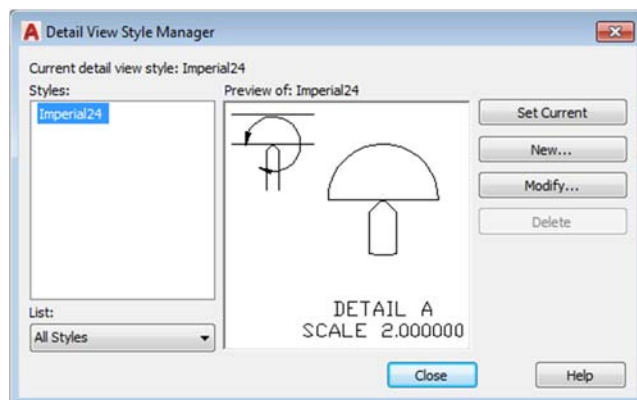 Detail View Style Manager
Current detail view style: Imperial24
Styles:
Imperial24
List:
All Styles
Preview of: Imperial24
DETAIL A
SCALE 2.000000
Set Current
New...
Modify...
Delete
Close
Help